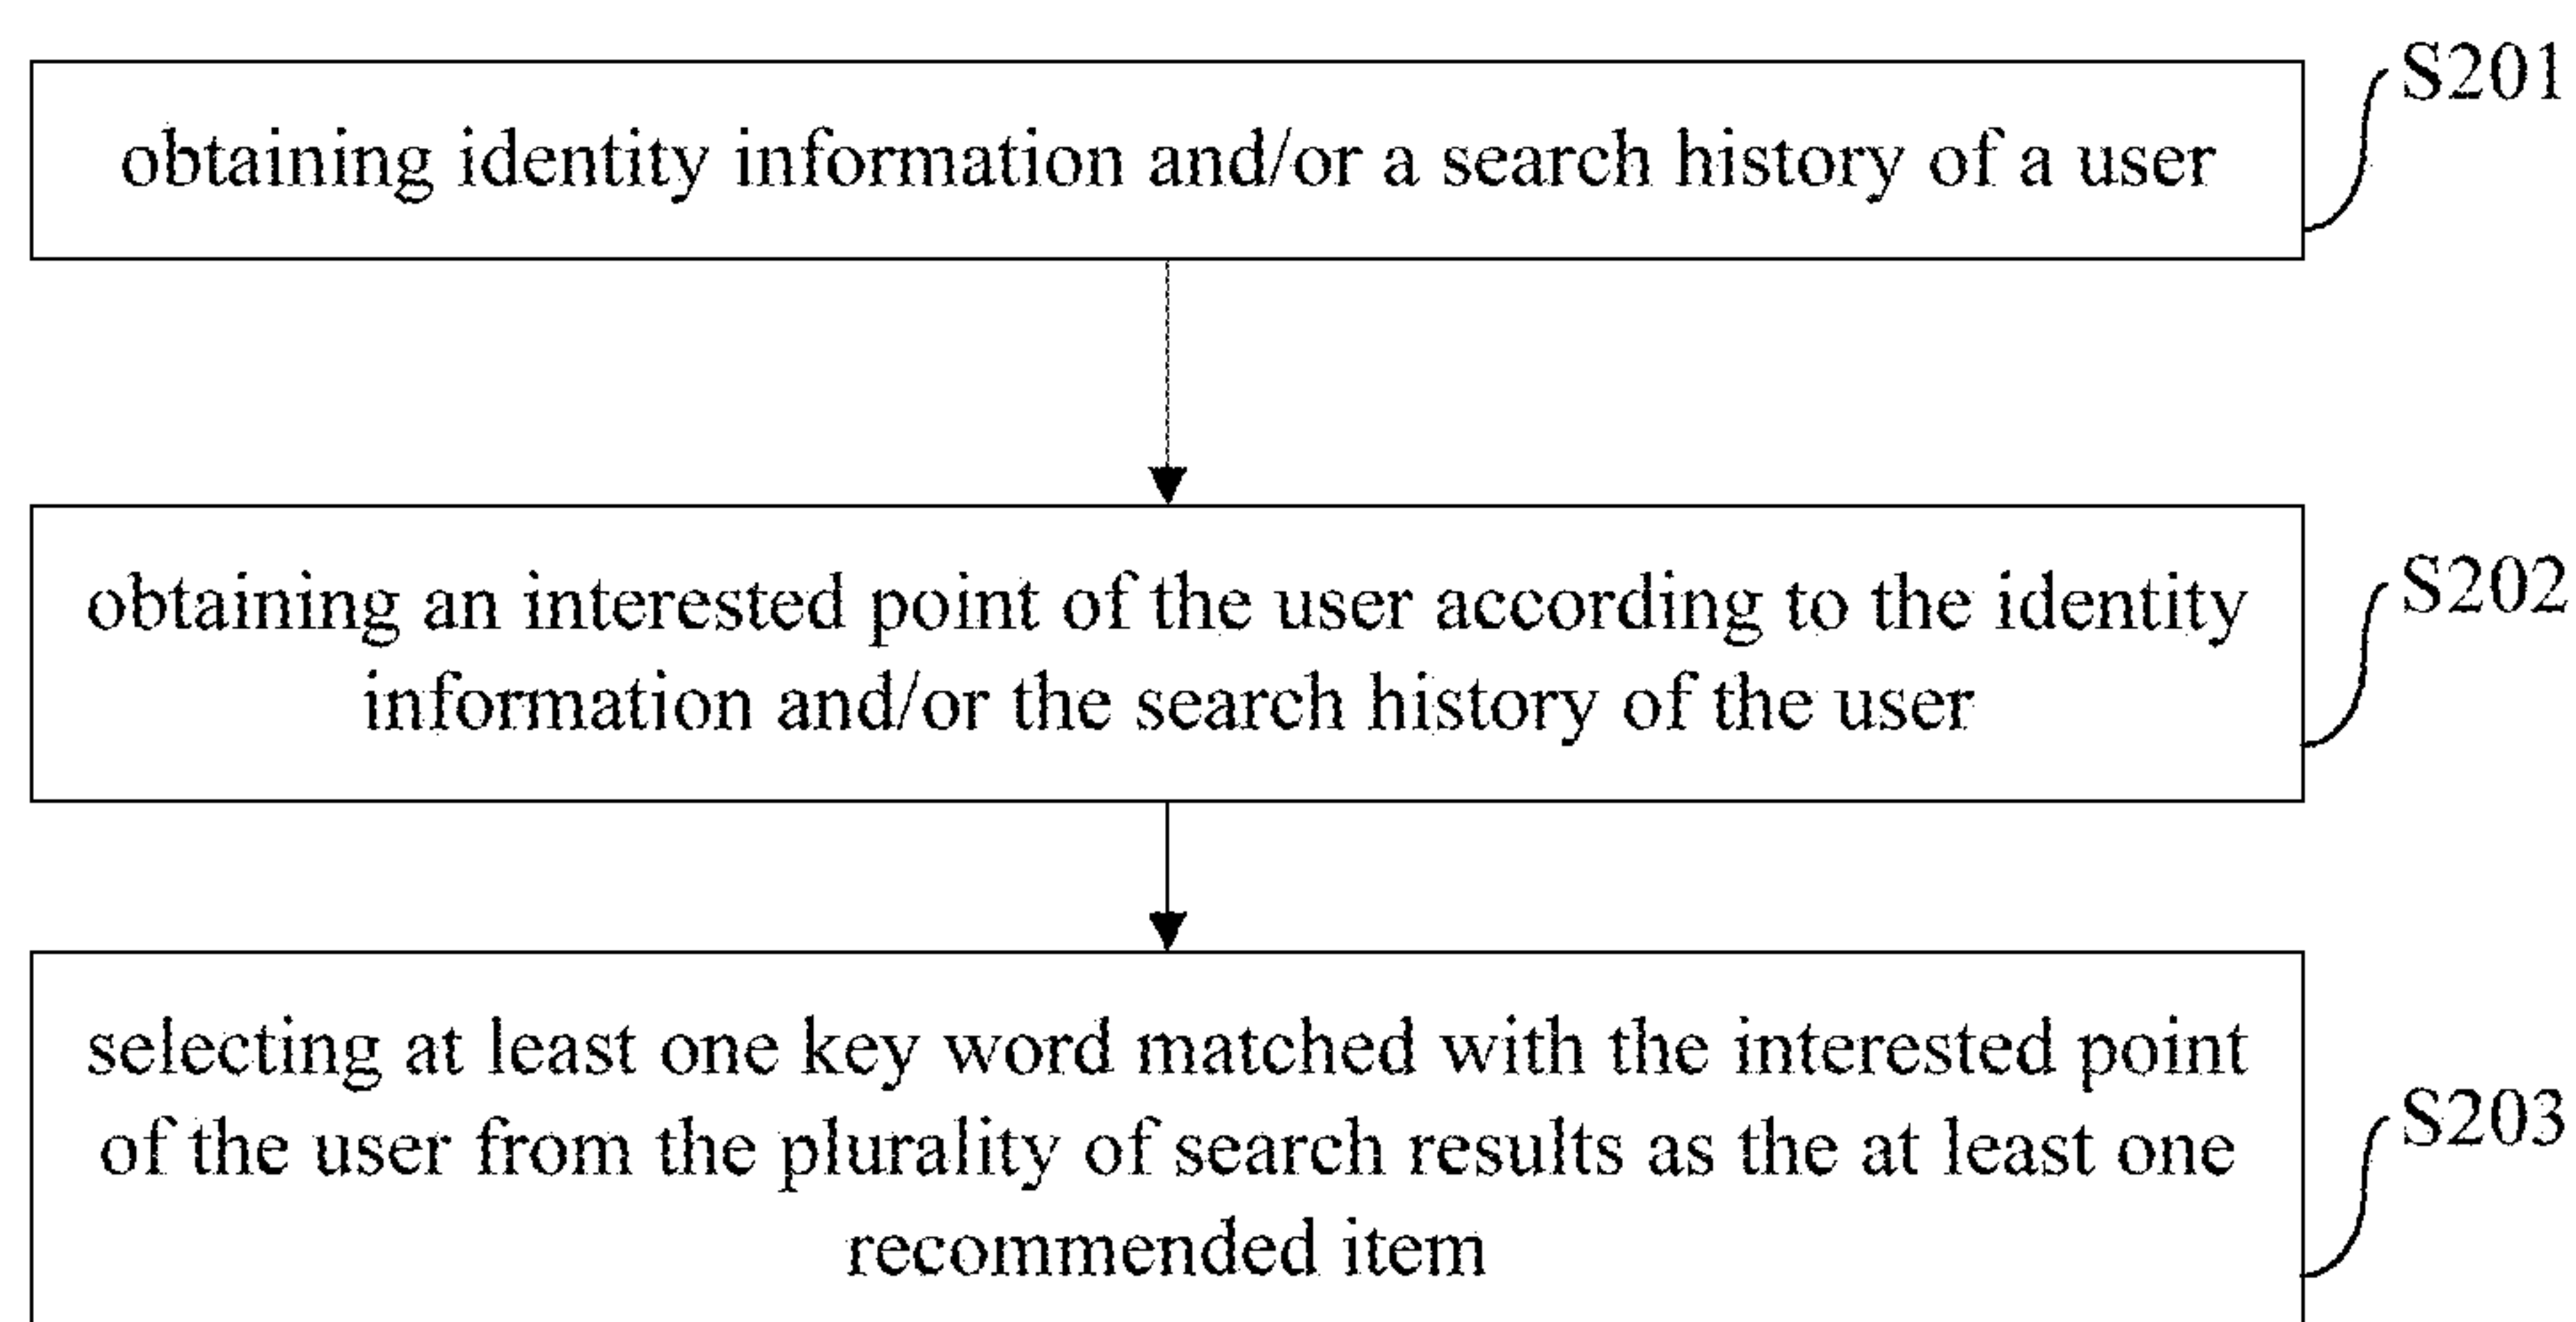 S201
obtaining identity information and/or a search history of a user
S202
obtaining an interested point of the user according to the identity
information and/or the search history of the user
S203
selecting at least one key word matched with the interested point
of the user from the plurality of search results as the at least one
recommended item